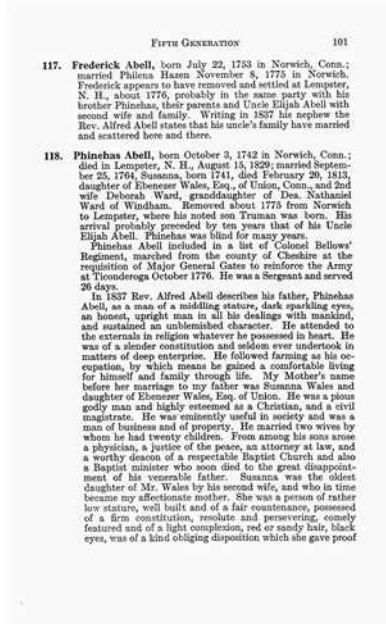 FIFTH GENERATION 101
117. Frederick Abell, born July 22, 1753 in Norwich, Conn.;
married Philena Hazen November 8, 1775 in Norwich.
Frederick appears to have removed and settled at Lempster,
N. H., about 1776, probably in the same party with his
brother Phinehas, their parents and Uncle Elijah Abell with
second wife and family. Writing in 1837 his nephew the
Rev. Alfred Abell states that his uncle's family have married
and scattered here and there.
118. Phinehas Abell, born October 3, 1742 in Norwich, Conn.;
died in Lempster, N. H., August 15, 1829; married Septem-
ber 25, 1764, Susanna, born 1741, died February 20, 1813,
daughter of Ebenezer Wales, Esq., of Union, Conn., and 2nd
wife Deborah Ward, granddaughter of Dea. Nathaniel
Ward of Windham. Removed about 1775 from Norwich
to Lempster, where his noted son Truman was born. His
arrival probably preceded by ten years that of his Uncle
Elijah Abell. Phinehas was blind for many years.
Phinehas Abell included in a list of Colonel Bellows'
Regiment, marched from the county of Cheshire at the
requisition of Major General Gates to reinforce the Army
at Ticonderoga October 1776. He was a Sergeant and served
26 days.
In 1837 Rev. Alfred Abell describes his father, Phinehas
Abell, as a man of a middling stature, dark sparkling eyes,
an honest, upright man in all his dealings with mankind,
and sustained an unblemished character. He attended to
the externals in religion whatever he possessed in heart. He
was of a slender constitution and seldom ever undertook in
matters of deep enterprise. He followed farming as his oc-
cupation, by which means he gained a comfortable living
for himself and family through life. My Mother's name
before her marriage to my father was Susanna Wales and
daughter of Ebenezer Wales, Esq. of Union. He was a pious
godly man and highly esteemed as a Christian, and a civil
magistrate. He was eminently useful in society and was a
man of business and of property. He married two wives by
whom he had twenty children. From among his sons arose
a physician, a justice of the peace, an attorney at law, and
a worthy deacon of a respectable Baptist Church and also
a Baptist minister who soon died to the great disappoint-
ment of his venerable father. Susanna was the oldest
daughter of Mr. Wales by his second wife, and who in time
became my affectionate mother. She was a person of rather
low stature, well built and of a fair countenance, possessed
of a firm constitution, resolute and persevering, comely
featured and of a light complexion, red or sandy hair, black
eyes, was of a kind obliging disposition which she gave proof